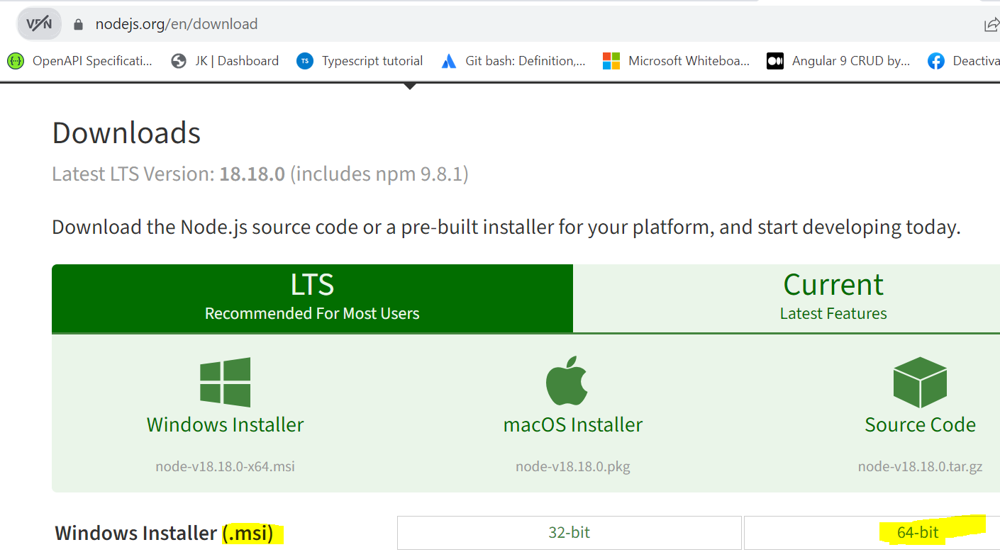 VPN nodejs.org/en/download
{··} OpenAPI Specificati... JK | Dashboard TS Typescript tutorial Git bash: Definition,... Microsoft Whiteboa... Angular 9 CRUD by... Deactiva
Downloads
Latest LTS Version: 18.18.0 (includes npm 9.8.1)
Download the Node.js source code or a pre-built installer for your platform, and start developing today.
LTS Current
Recommended For Most Users Latest Features
Windows Installer macOS Installer Source Code
node-v18.18.0-x64.msi node-v18.18.0.pkg node-v18.18.0.tar.gz
Windows Installer (.msi) 32-bit 64-bit